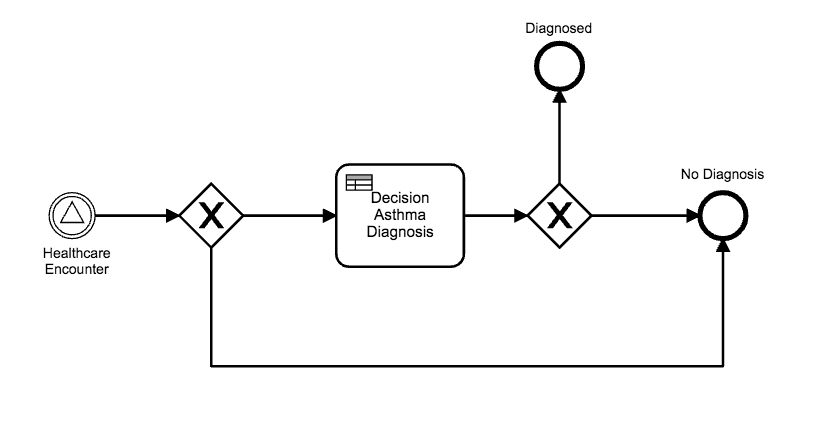 Diagnosed
No Diagnosis
Healthcare
Encounter
X
Decision
Asthma
Diagnosis
X